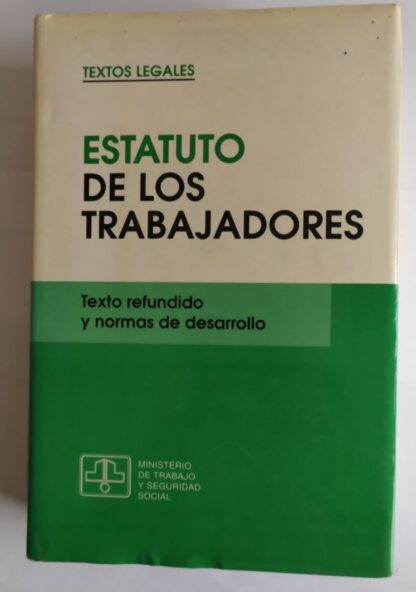 TEXTOS LEGALES
ESTATUTO
DE LOS
TRABAJADORES
Texto refundido
y normas de desarrollo
MINISTERIO
DE TRABAJO
Y SEGURIDAD
SOCIAL